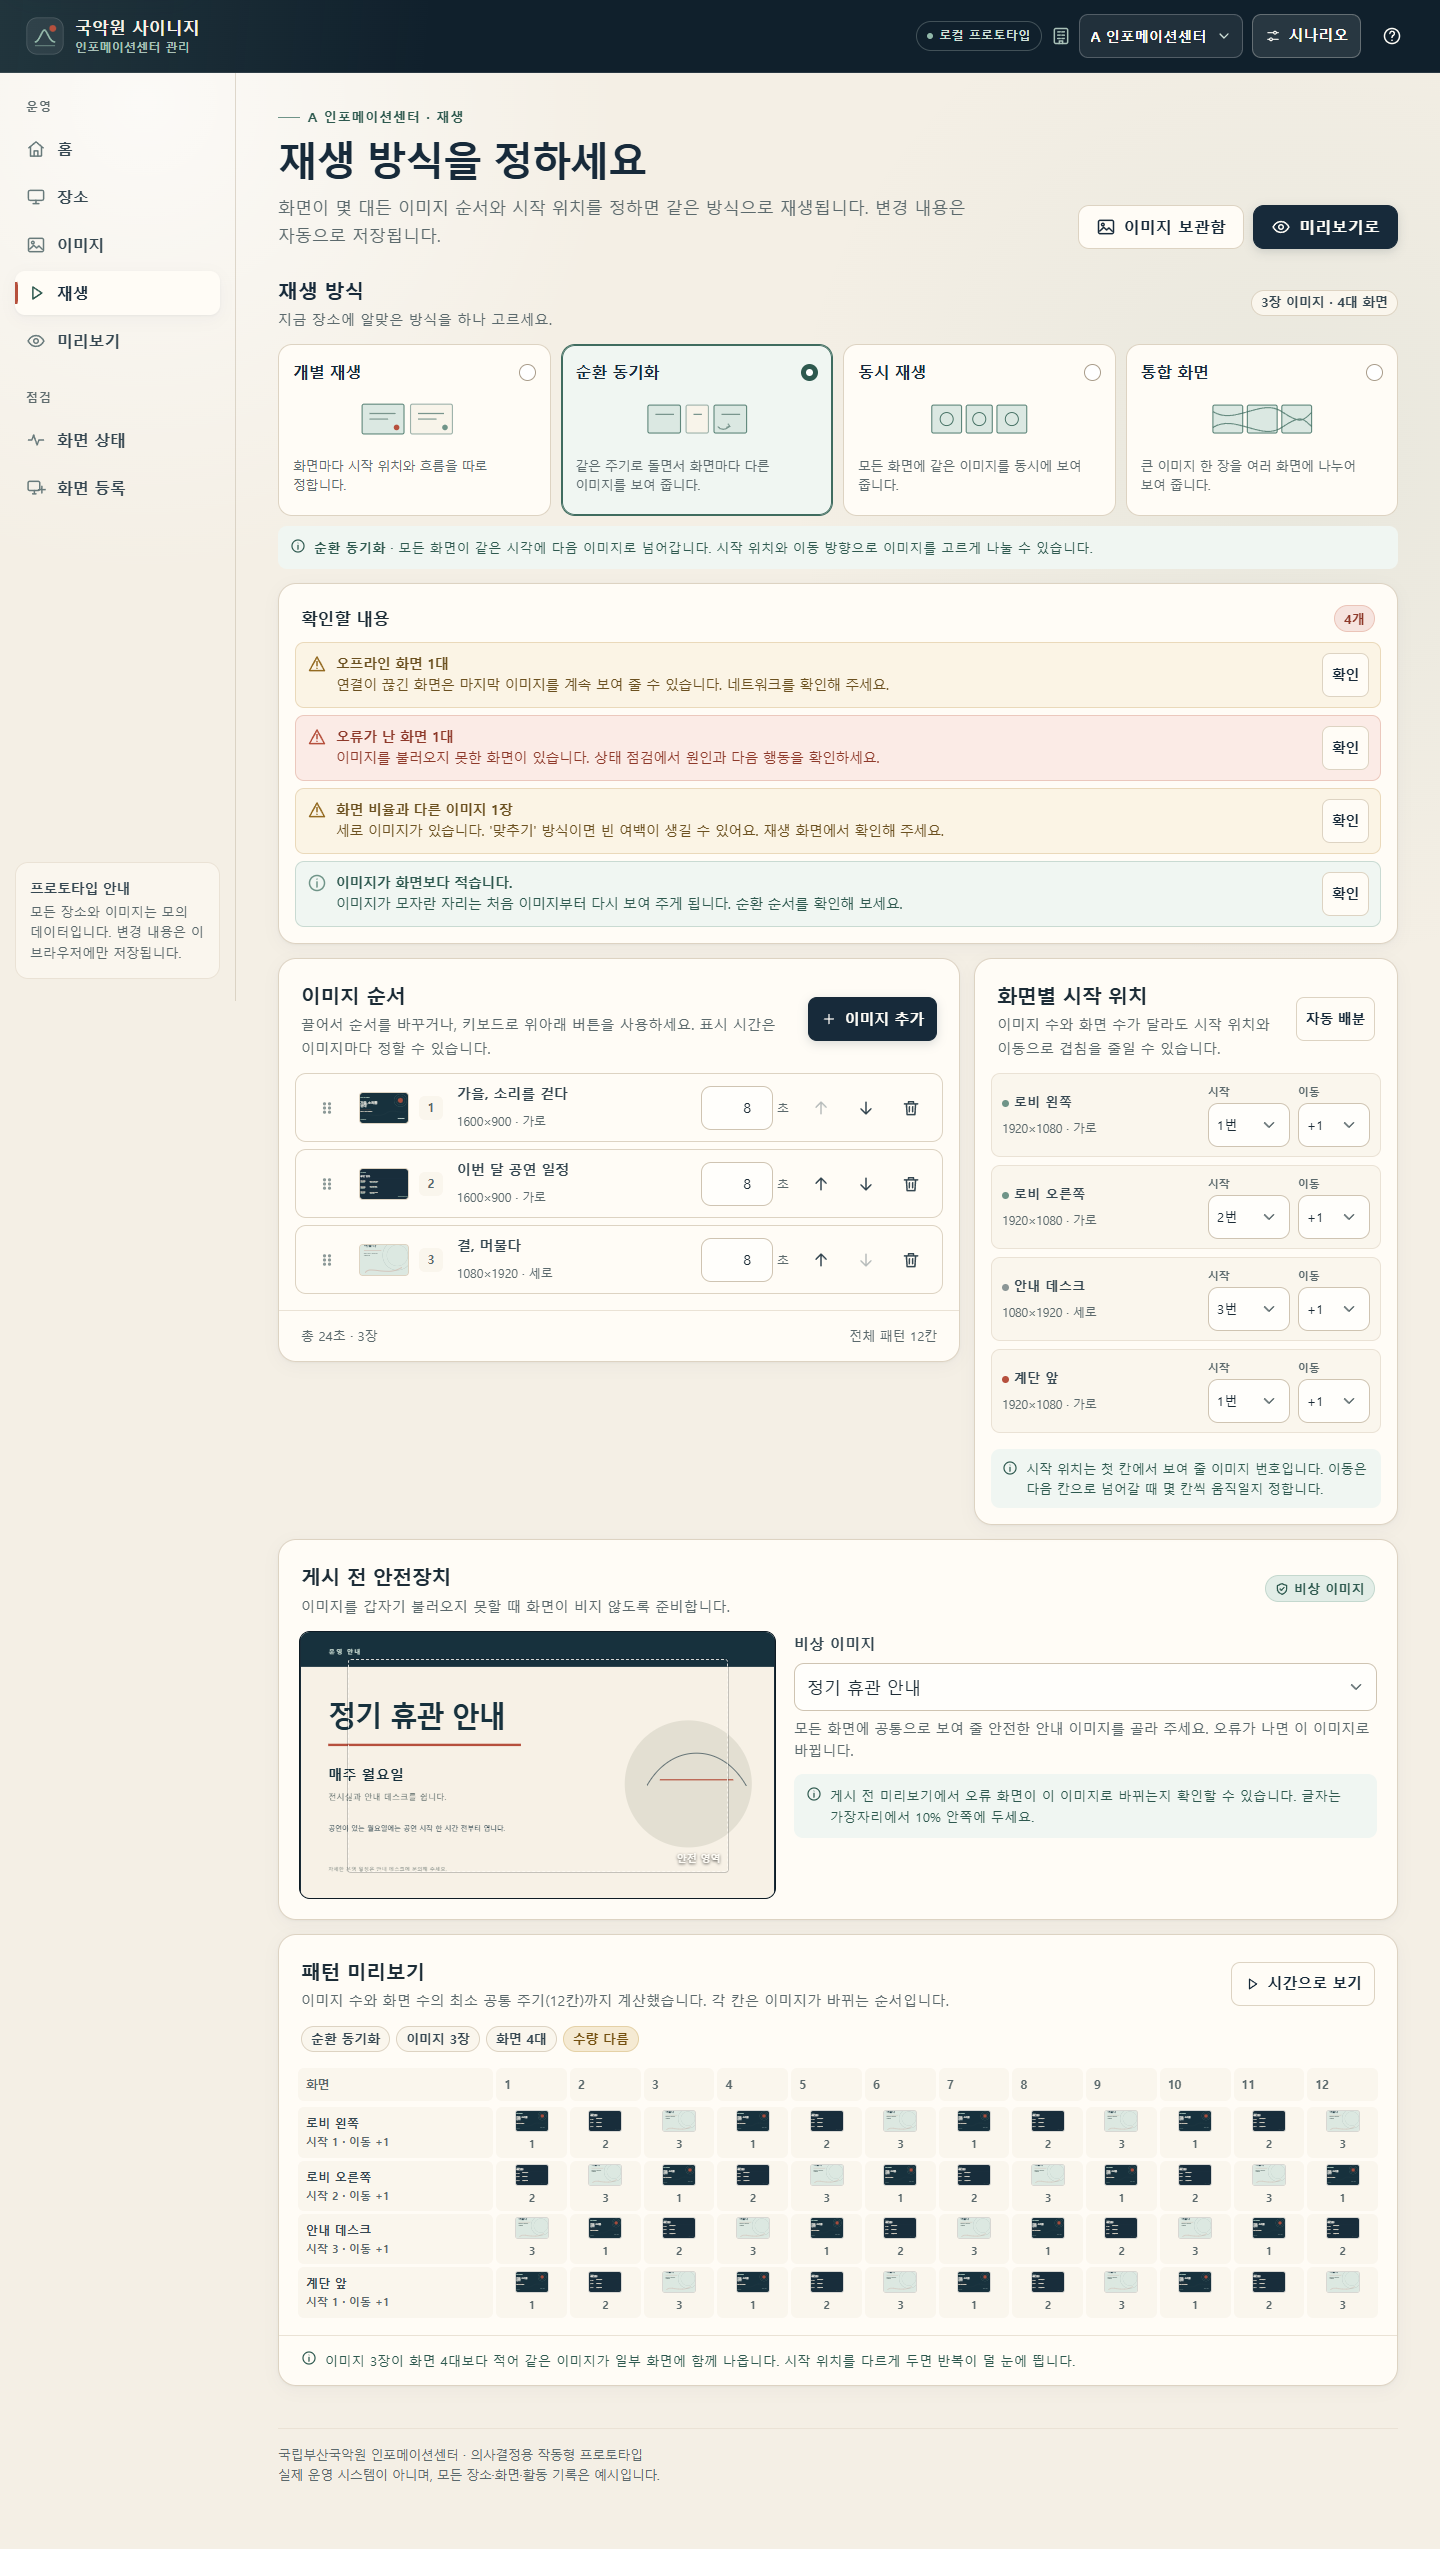 국악원 사이니지
인포메이션센터 관리
로컬 프로토타입
A 인포메이션센터
시나리오
운영
홈
장소
이미지
재생
미리보기
점검
화면 상태
화면 등록
프로토타입 안내
모든 장소와 이미지는 모의
데이터입니다. 변경 내용은 이
브라우저에만 저장됩니다.
A 인포메이션센터 · 재생
재생 방식을 정하세요
화면이 몇 대든 이미지 순서와 시작 위치를 정하면 같은 방식으로 재생됩니다. 변경 내용은
자동으로 저장됩니다.
이미지 보관함
미리보기로
재생 방식
지금 장소에 알맞은 방식을 하나 고르세요.
3장 이미지 · 4대 화면
개별 재생
화면마다 시작 위치와 흐름을 따로
정합니다.
순환 동기화
같은 주기로 돌면서 화면마다 다른
이미지를 보여 줍니다.
동시 재생
모든 화면에 같은 이미지를 동시에 보여
줍니다.
통합 화면
큰 이미지 한 장을 여러 화면에 나누어
보여 줍니다.
순환 동기화 · 모든 화면이 같은 시각에 다음 이미지로 넘어갑니다. 시작 위치와 이동 방향으로 이미지를 고르게 나눌 수 있습니다.
확인할 내용
4개
오프라인 화면 1대
연결이 끊긴 화면은 마지막 이미지를 계속 보여 줄 수 있습니다. 네트워크를 확인해 주세요.
확인
오류가 난 화면 1대
이미지를 불러오지 못한 화면이 있습니다. 상태 점검에서 원인과 다음 행동을 확인하세요.
확인
화면 비율과 다른 이미지 1장
세로 이미지가 있습니다. '맞추기' 방식이면 빈 여백이 생길 수 있어요. 재생 화면에서 확인해 주세요.
확인
이미지가 화면보다 적습니다.
이미지가 모자란 자리는 처음 이미지부터 다시 보여 주게 됩니다. 순환 순서를 확인해 보세요.
확인
이미지 순서
끌어서 순서를 바꾸거나, 키보드로 위아래 버튼을 사용하세요. 표시 시간은
이미지마다 정할 수 있습니다.
이미지 추가
1
가을, 소리를 걷다
1600×900 · 가로
8 초
2
이번 달 공연 일정
1600×900 · 가로
8 초
3
결, 머물다
1080×1920 · 세로
8 초
총 24초 · 3장
전체 패턴 12칸
화면별 시작 위치
이미지 수와 화면 수가 달라도 시작 위치와
이동으로 겹침을 줄일 수 있습니다.
자동 배분
로비 왼쪽
1920×1080 · 가로
시작
1번
이동
+1
로비 오른쪽
1920×1080 · 가로
시작
2번
이동
+1
안내 데스크
1080×1920 · 세로
시작
3번
이동
+1
계단 앞
1920×1080 · 가로
시작
1번
이동
+1
시작 위치는 첫 칸에서 보여 줄 이미지 번호입니다. 이동은
다음 칸으로 넘어갈 때 몇 칸씩 움직일지 정합니다.
게시 전 안전장치
이미지를 갑자기 불러오지 못할 때 화면이 비지 않도록 준비합니다.
비상 이미지
운영 안내
정기 휴관 안내
매주 월요일
전시실과 안내 데스크를 쉽니다.
공연이 있는 월요일에는 공연 시작 한 시간 전부터 엽니다.
안전 영역
비상 이미지
정기 휴관 안내
모든 화면에 공통으로 보여 줄 안전한 안내 이미지를 골라 주세요. 오류가 나면 이 이미지로
바뀝니다.
게시 전 미리보기에서 오류 화면이 이 이미지로 바뀌는지 확인할 수 있습니다. 글자는
가장자리에서 10% 안쪽에 두세요.
패턴 미리보기
이미지 수와 화면 수의 최소 공통 주기(12칸)까지 계산했습니다. 각 칸은 이미지가 바뀌는 순서입니다.
시간으로 보기
순환 동기화
이미지 3장
화면 4대
수량 다름
화면 1 2 3 4 5 6 7 8 9 10 11 12
로비 왼쪽
시작 1 · 이동 +1
1 2 3 1 2 3 1 2 3 1 2 3
로비 오른쪽
시작 2 · 이동 +1
2 3 1 2 3 1 2 3 1 2 3 1
안내 데스크
시작 3 · 이동 +1
3 1 2 3 1 2 3 1 2 3 1 2
계단 앞
시작 1 · 이동 +1
1 2 3 1 2 3 1 2 3 1 2 3
이미지 3장이 화면 4대보다 적어 같은 이미지가 일부 화면에 함께 나옵니다. 시작 위치를 다르게 두면 반복이 덜 눈에 띕니다.
국립부산국악원 인포메이션센터 · 의사결정용 작동형 프로토타입
실제 운영 시스템이 아니며, 모든 장소·화면·활동 기록은 예시입니다.